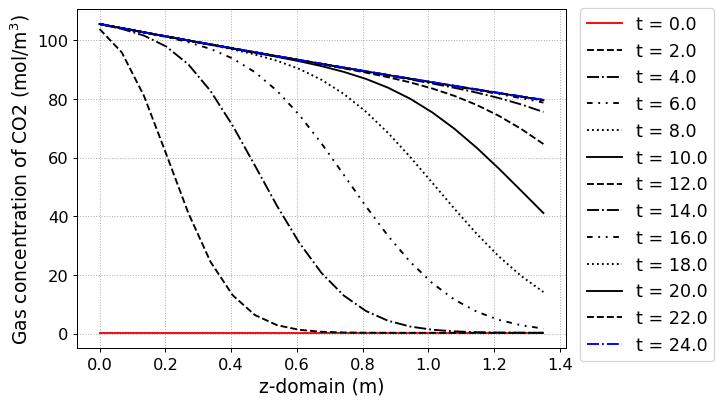 Gas concentration of CO2 (mol/m³)
100
80
60
40
20
0
0.0 0.2 0.4 0.6 0.8 1.0 1.2 1.4
z-domain (m)
t = 0.0
t = 2.0
t = 4.0
t = 6.0
t = 8.0
t = 10.0
t = 12.0
t = 14.0
t = 16.0
t = 18.0
t = 20.0
t = 22.0
t = 24.0